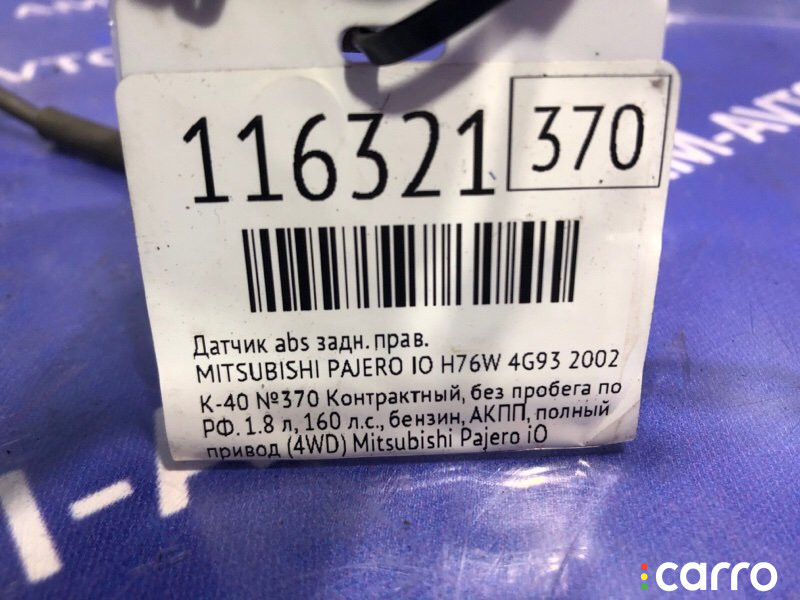 116321 370
Датчик abs задн. прав.
MITSUBISHI PAJERO IO H76W 4G93 2002
К-40 №370 Контрактный, без пробега по
РФ. 1.8 л, 160 л.с., бензин, АКПП, полный
привод (4WD) Mitsubishi Pajero iO
carro